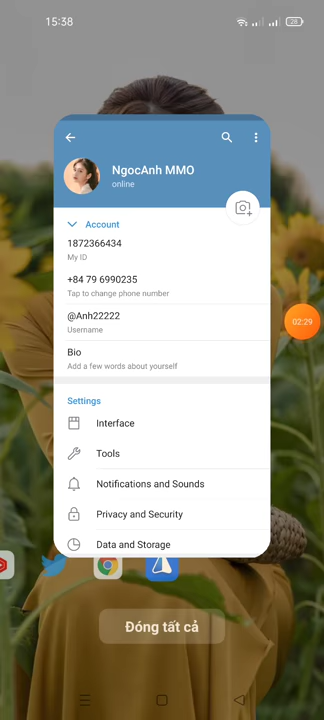 15:38
28
NgocAnh MMO
online
Account
1872366434
My ID
+84 79 6990235
Tap to change phone number
@Anh22222
Username
Bio
Add a few words about yourself
02:29
Settings
Interface
Tools
Notifications and Sounds
Privacy and Security
Data and Storage
Đóng tất cả